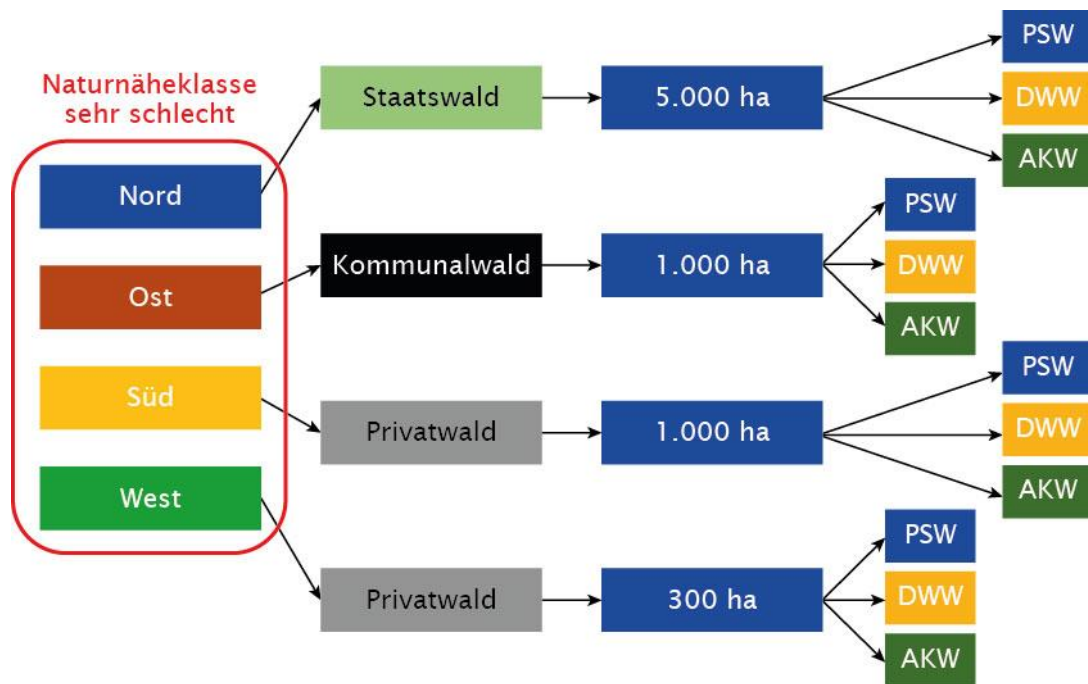 Naturnäheklasse
sehr schlecht
Nord
Ost
Süd
West
Staatswald
5.000 ha
PSW
DWW
AKW
Kommunalwald
1.000 ha
PSW
DWW
AKW
Privatwald
1.000 ha
PSW
DWW
AKW
Privatwald
300 ha
PSW
DWW
AKW